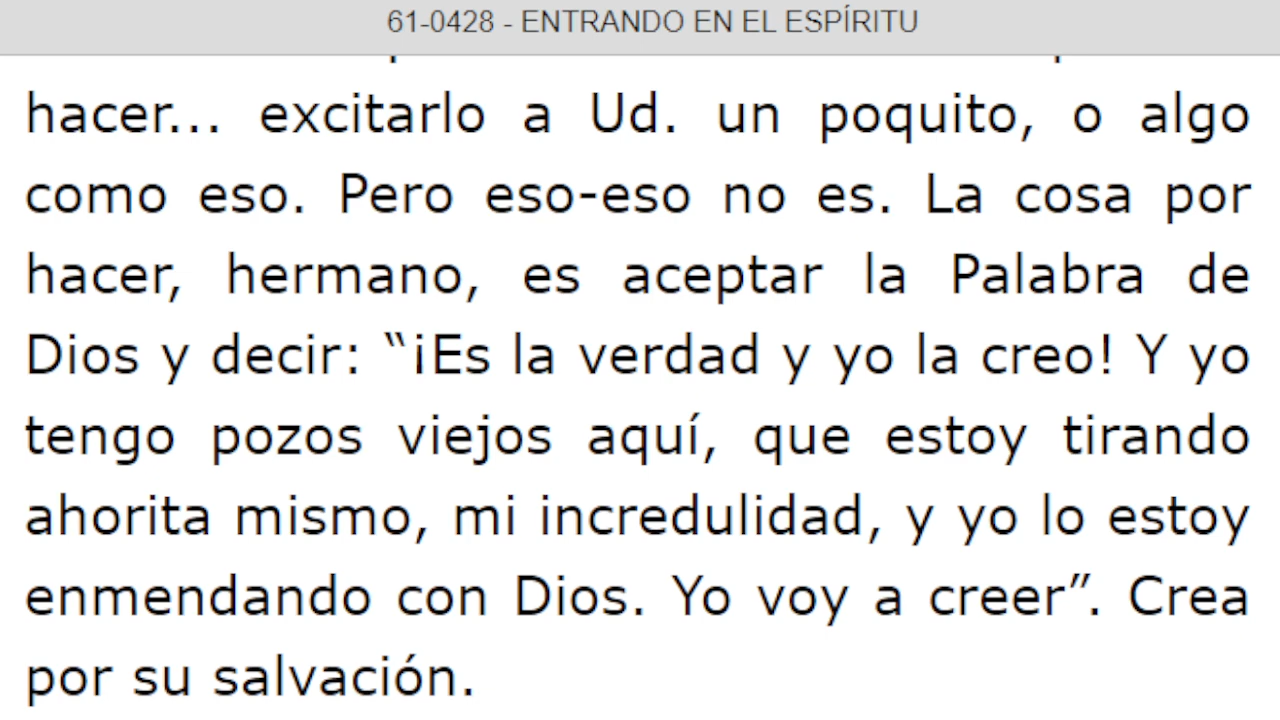 61-0428 - ENTRANDO EN EL ESPÍRITU
hacer... excitarlo a Ud. un poquito, o algo
como eso. Pero eso-eso no es. La cosa por
hacer, hermano, es aceptar la Palabra de
Dios y decir: “¡Es la verdad y yo la creo! Y yo
tengo pozos viejos aquí, que estoy tirando
ahorita mismo, mi incredulidad, y yo lo estoy
enmendando con Dios. Yo voy a creer”. Crea
por su salvación.